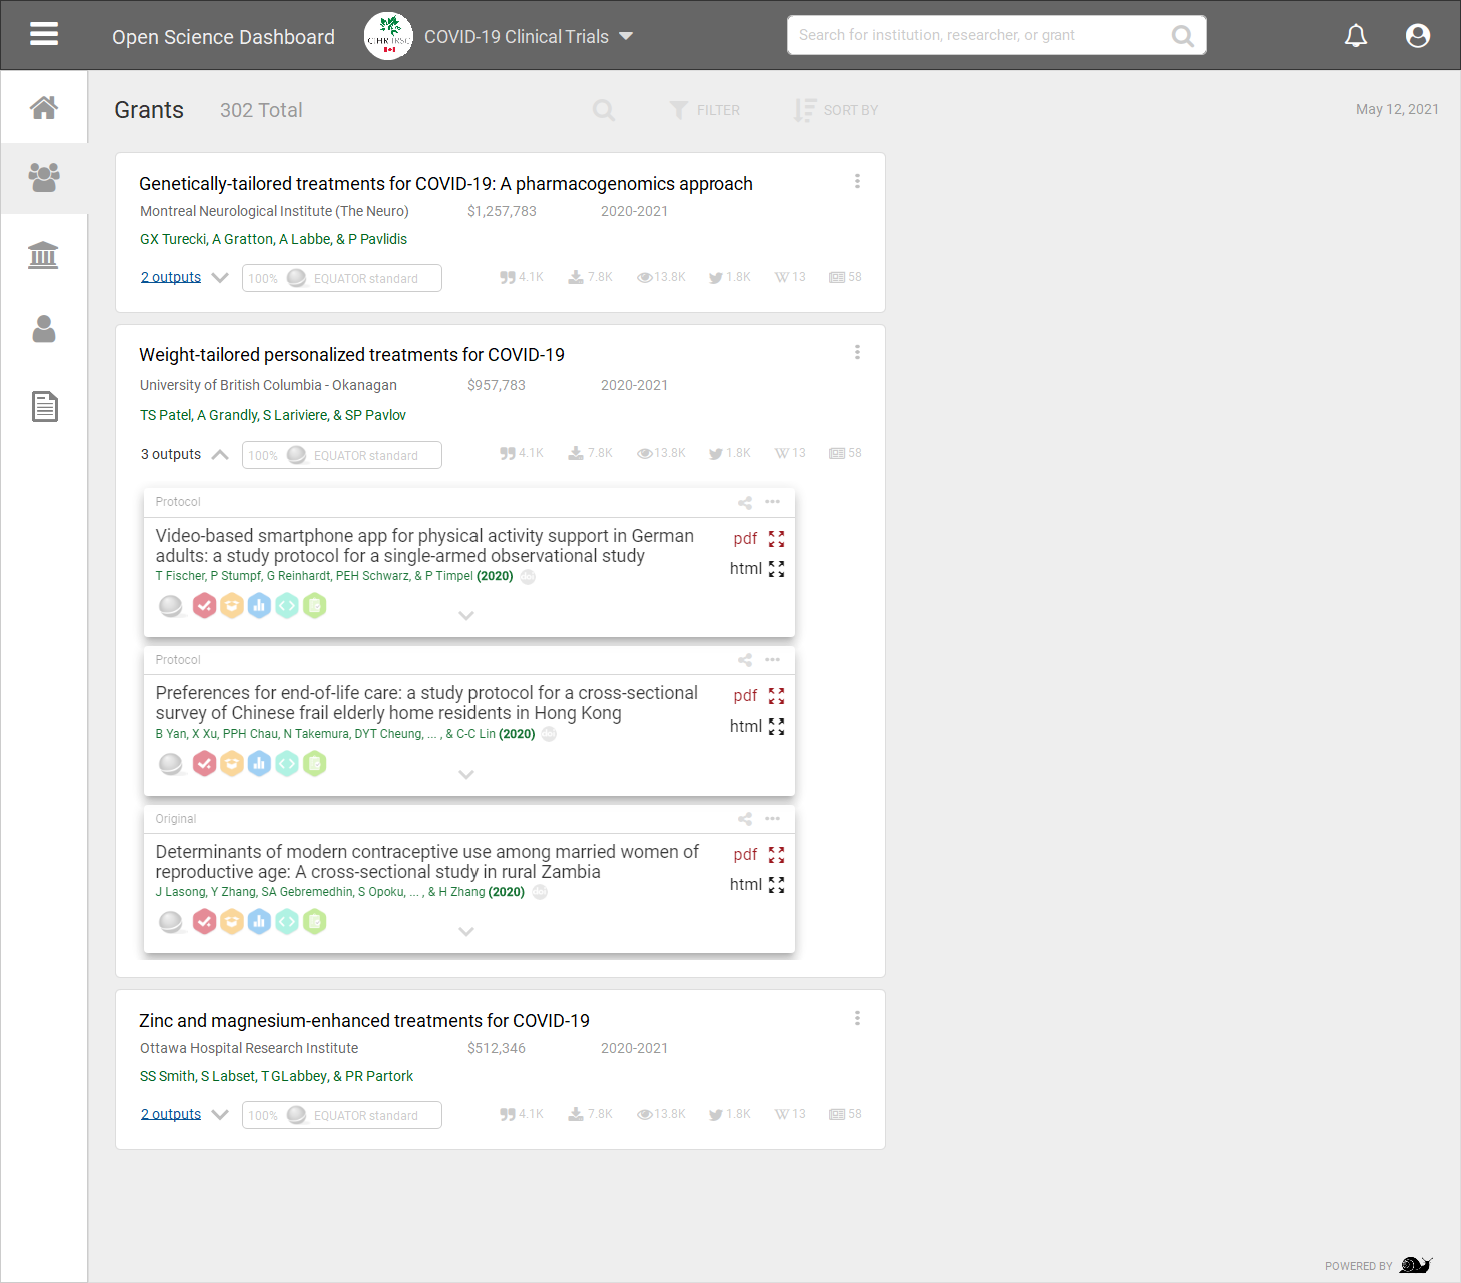 Open Science Dashboard
CIHR IRSC
COVID-19 Clinical Trials
Search for institution, researcher, or grant
Grants 302 Total
FILTER
SORT BY
May 12, 2021
Genetically-tailored treatments for COVID-19: A pharmacogenomics approach
Montreal Neurological Institute (The Neuro) $1,257,783 2020-2021
GX Turecki, A Gratton, A Labbe, & P Pavlidis
2 outputs 100% EQUATOR standard 4.1K 7.8K 13.8K 1.8K W 13 58
Weight-tailored personalized treatments for COVID-19
University of British Columbia - Okanagan $957,783 2020-2021
TS Patel, A Grandly, S Lariviere, & SP Pavlov
3 outputs 100% EQUATOR standard 4.1K 7.8K 13.8K 1.8K W 13 58
Protocol
Video-based smartphone app for physical activity support in German
adults: a study protocol for a single-armed observational study
T Fischer, P Stumpf, G Reinhardt, PEH Schwarz, & P Timpel (2020) doi
pdf
html
Protocol
Preferences for end-of-life care: a study protocol for a cross-sectional
survey of Chinese frail elderly home residents in Hong Kong
B Yan, X Xu, PPH Chau, N Takemura, DYT Cheung, ... , & C-C Lin (2020) doi
pdf
html
Original
Determinants of modern contraceptive use among married women of
reproductive age: A cross-sectional study in rural Zambia
J Lasong, Y Zhang, SA Gebremedhin, S Opoku, ... , & H Zhang (2020) doi
pdf
html
Zinc and magnesium-enhanced treatments for COVID-19
Ottawa Hospital Research Institute $512,346 2020-2021
SS Smith, S Labset, T GLabbey, & PR Partork
2 outputs 100% EQUATOR standard 4.1K 7.8K 13.8K 1.8K W 13 58
POWERED BY